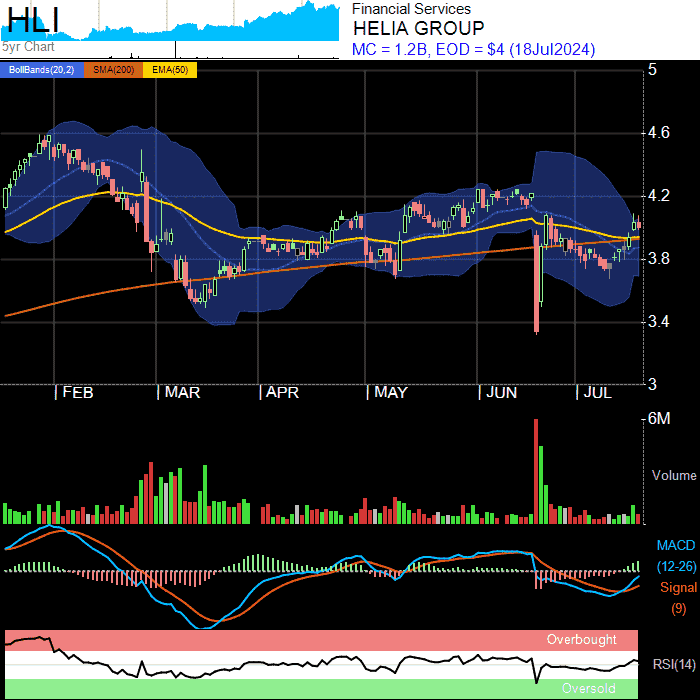 HLI
5yr Chart
Financial Services
HELIA GROUP
MC = 1.2B, EOD = $4 (18Jul2024)
BollBands(20,2) SMA(200) EMA(50)
5
4.6
4.2
3.8
3.4
3
FEB MAR APR MAY JUN JUL
6M
Volume
MACD
(12-26)
Signal
(9)
Overbought
RSI(14)
Oversold